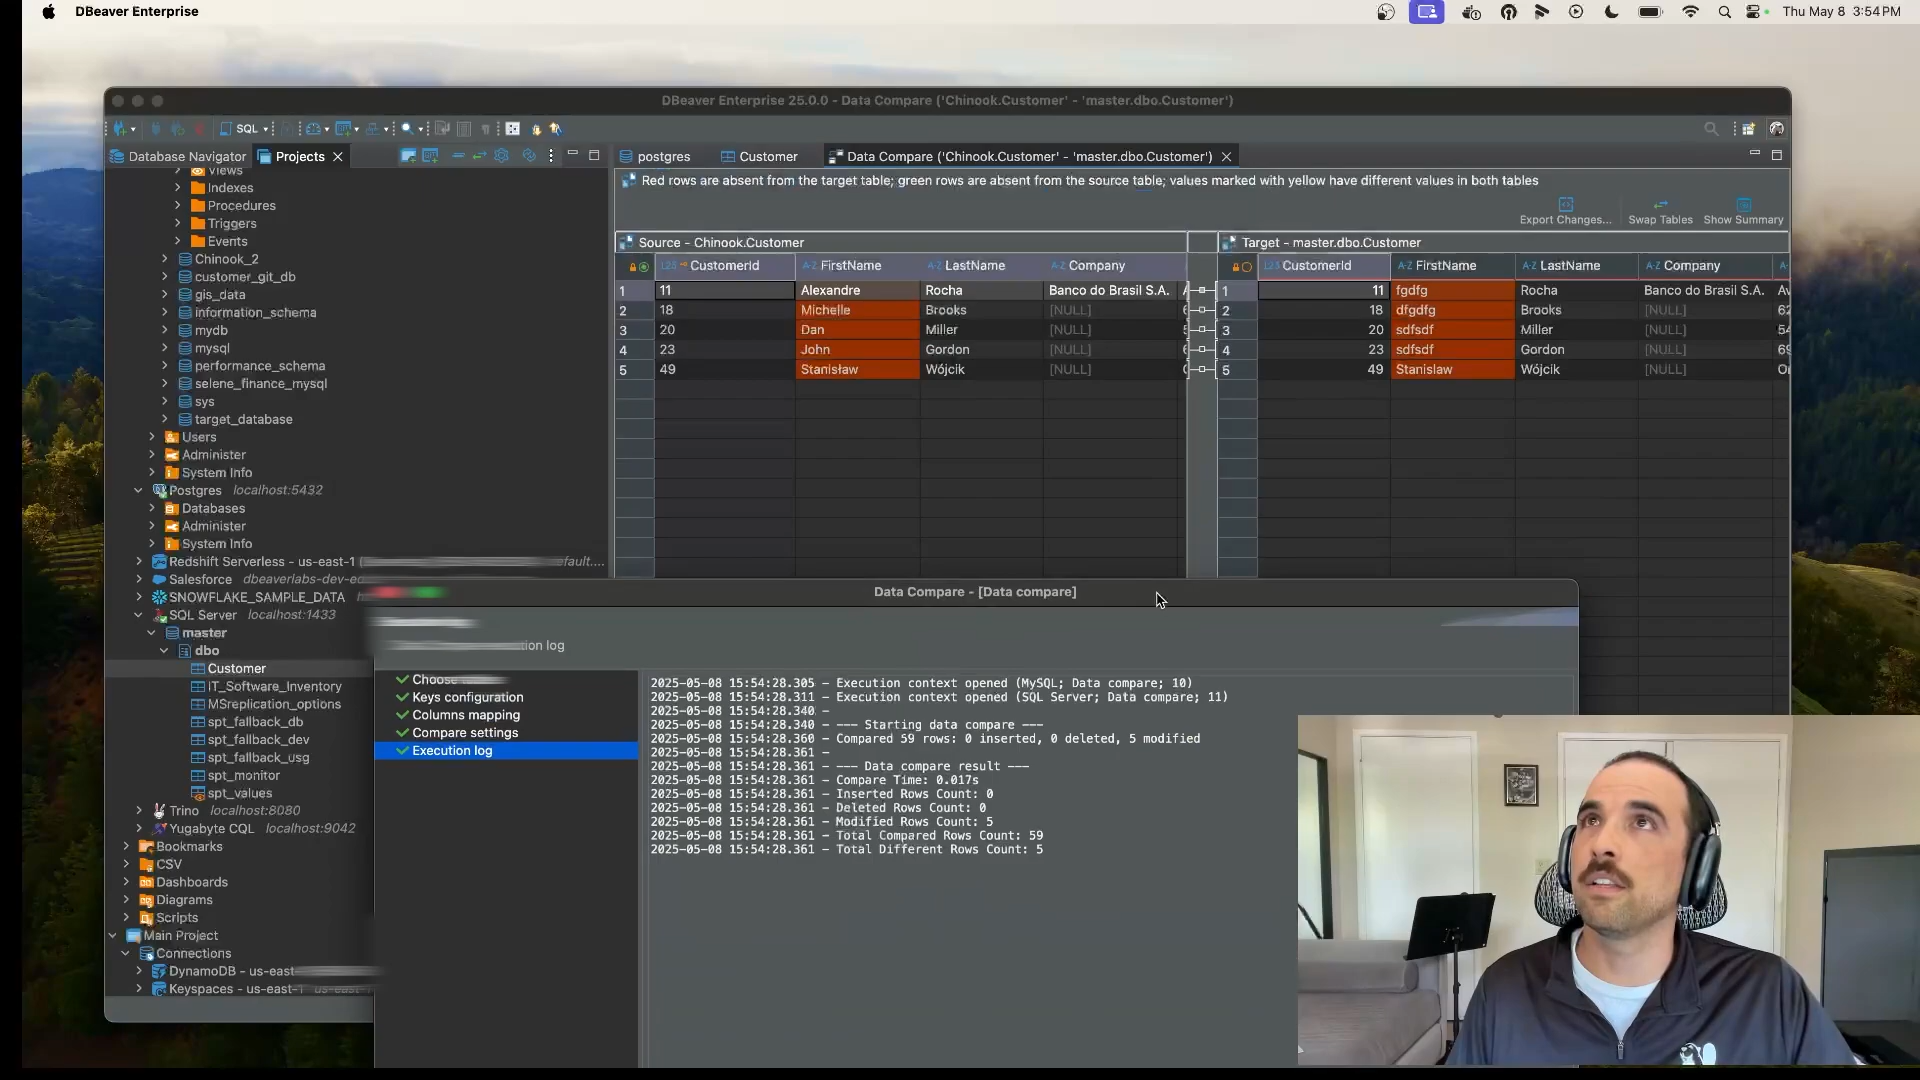 DBeaver Enterprise
Thu May 8 3:54 PM
DBeaver Enterprise 25.0.0 - Data Compare ('Chinook.Customer' - 'master.dbo.Customer')
SQL
Database Navigator
Projects
postgres
Customer
Data Compare ('Chinook.Customer' - 'master.dbo.Customer')
Red rows are absent from the target table; green rows are absent from the source table; values marked with yellow have different values in both tables
Export Changes...
Swap Tables
Show Summary
Source - Chinook.Customer
Target - master.dbo.Customer
123 CustomerId A-Z FirstName A-Z LastName A-Z Company
123 CustomerId A-Z FirstName A-Z LastName A-Z Company A-
1 11 Alexandre Rocha Banco do Brasil S.A.
2 18 Michelle Brooks [NULL]
3 20 Dan Miller [NULL]
4 23 John Gordon [NULL]
5 49 Stanisław Wójcik [NULL]
1 11 fgdfg Rocha Banco do Brasil S.A. Av
2 18 dfgdfg Brooks [NULL] 62
3 20 sdfsdf Miller [NULL] 54
4 23 sdfsdf Gordon [NULL] 69
5 49 Stanislaw Wójcik [NULL]
Views
Indexes
Procedures
Triggers
Events
Chinook_2
customer_git_db
gis_data
information_schema
mydb
mysql
performance_schema
selene_finance_mysql
sys
target_database
Users
Administer
System Info
Postgres localhost:5432
Databases
Administer
System Info
Redshift Serverless - us-east-1 fault....
Salesforce dbeaverlabs-dev-ed
SNOWFLAKE_SAMPLE_DATA
SQL Server localhost:1433
master
dbo
Customer
IT_Software_Inventory
MSreplication_options
spt_fallback_db
spt_fallback_dev
spt_fallback_usg
spt_monitor
spt_values
Trino localhost:8080
Yugabyte CQL localhost:9042
Bookmarks
CSV
Dashboards
Diagrams
Scripts
Main Project
Connections
DynamoDB - us-east-
Keyspaces - us-east-1
Data Compare - [Data compare]
tion log
Choose
Keys configuration
Columns mapping
Compare settings
Execution log
2025-05-08 15:54:28.305 - Execution context opened (MySQL; Data compare; 10)
2025-05-08 15:54:28.311 - Execution context opened (SQL Server; Data compare; 11)
2025-05-08 15:54:28.340 -
2025-05-08 15:54:28.340 - --- Starting data compare ---
2025-05-08 15:54:28.360 - Compared 59 rows: 0 inserted, 0 deleted, 5 modified
2025-05-08 15:54:28.361 -
2025-05-08 15:54:28.361 - --- Data compare result ---
2025-05-08 15:54:28.361 - Compare Time: 0.017s
2025-05-08 15:54:28.361 - Inserted Rows Count: 0
2025-05-08 15:54:28.361 - Deleted Rows Count: 0
2025-05-08 15:54:28.361 - Modified Rows Count: 5
2025-05-08 15:54:28.361 - Total Compared Rows Count: 59
2025-05-08 15:54:28.361 - Total Different Rows Count: 5